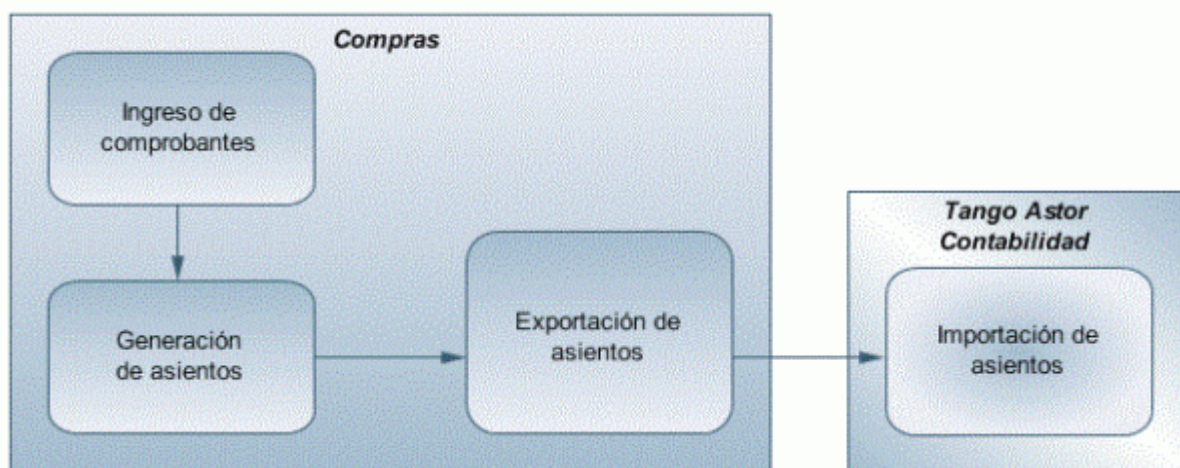 Compras
Ingreso de
comprobantes
Generación
de asientos
Exportación de
asientos
Tango Astor
Contabilidad
Importación de
asientos